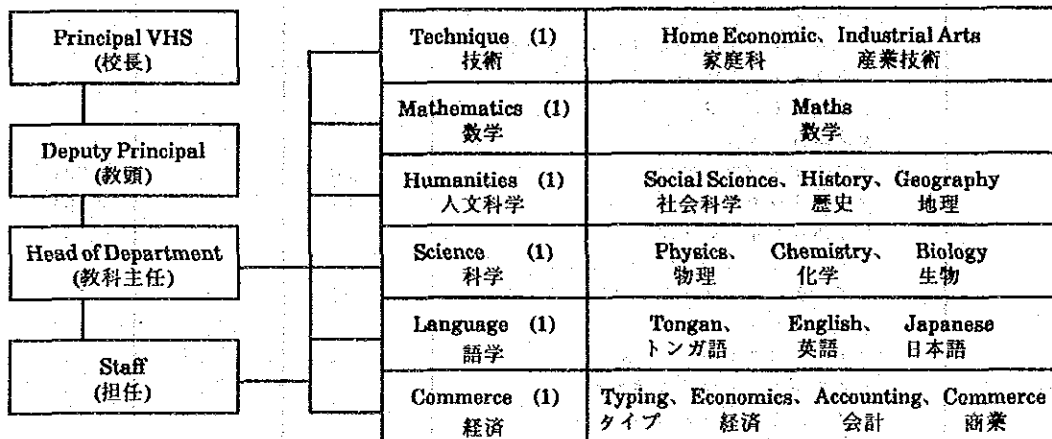 Principal VHS
(校長)
Deputy Principal
(教頭)
Head of Department
(教科主任)
Staff
(担任)
Technique (1) Home Economic、Industrial Arts
技術 家庭科 産業技術
Mathematics (1) Maths
数学 数学
Humanities (1) Social Science、History、Geography
人文科学 社会科学 歴史 地理
Science (1) Physics、 Chemistry、 Biology
科学 物理 化学 生物
Language (1) Tongan、 English、 Japanese
語学 トンガ語 英語 日本語
Commerce (1) Typing、Economics、Accounting、Commerce
経済 タイプ 経済 会計 商業